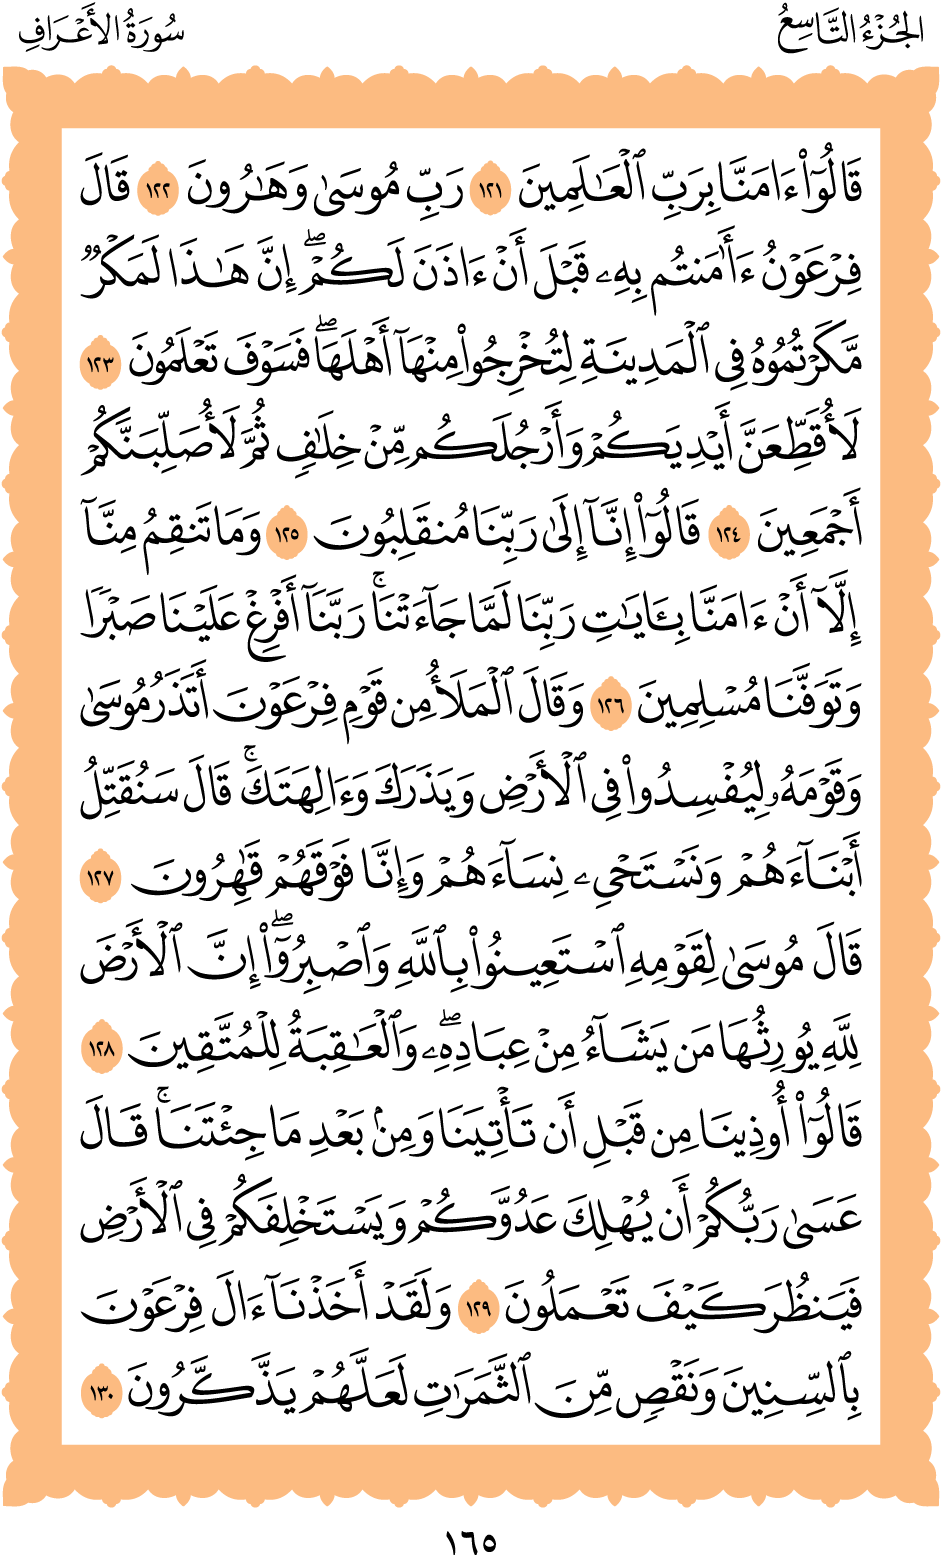 الجُزْءُ التَّاسِعُ
سُورَةُ الأَعْرَافِ
قَالُوٓا۟ ءَامَنَّا بِرَبِّ ٱلْعَـٰلَمِينَ ١٢١ رَبِّ مُوسَىٰ وَهَـٰرُونَ ١٢٢ قَالَ
فِرْعَوْنُ ءَأَٰمَنتُم بِهِۦ قَبْلَ أَنْ ءَاذَنَ لَكُمْ ۖ إِنَّ هَـٰذَا لَمَكْرٌ
مَّكَرْتُمُوهُ فِى ٱلْمَدِينَةِ لِتُخْرِجُوا۟ مِنْهَآ أَهْلَهَا ۖ فَسَوْفَ تَعْلَمُونَ ١٢٣
لَأُقَطِّعَنَّ أَيْدِيَكُمْ وَأَرْجُلَكُم مِّنْ خِلَـٰفٍ ثُمَّ لَأُصَلِّبَنَّكُمْ
أَجْمَعِينَ ١٢٤ قَالُوٓا۟ إِنَّآ إِلَىٰ رَبِّنَا مُنقَلِبُونَ ١٢٥ وَمَا تَنقِمُ مِنَّآ
إِلَّآ أَنْ ءَامَنَّا بِـَٔايَـٰتِ رَبِّنَا لَمَّا جَآءَتْنَا ۚ رَبَّنَآ أَفْرِغْ عَلَيْنَا صَبْرًا
وَتَوَفَّنَا مُسْلِمِينَ ١٢٦ وَقَالَ ٱلْمَلَأُ مِن قَوْمِ فِرْعَوْنَ أَتَذَرُ مُوسَىٰ
وَقَوْمَهُۥ لِيُفْسِدُوا۟ فِى ٱلْأَرْضِ وَيَذَرَكَ وَءَالِهَتَكَ ۚ قَالَ سَنُقَتِّلُ
أَبْنَآءَهُمْ وَنَسْتَحْىِۦ نِسَآءَهُمْ وَإِنَّا فَوْقَهُمْ قَـٰهِرُونَ ١٢٧
قَالَ مُوسَىٰ لِقَوْمِهِ ٱسْتَعِينُوا۟ بِٱللَّهِ وَٱصْبِرُوٓا۟ ۖ إِنَّ ٱلْأَرْضَ
لِلَّهِ يُورِثُهَا مَن يَشَآءُ مِنْ عِبَادِهِۦ ۖ وَٱلْعَـٰقِبَةُ لِلْمُتَّقِينَ ١٢٨
قَالُوٓا۟ أُوذِينَا مِن قَبْلِ أَن تَأْتِيَنَا وَمِنۢ بَعْدِ مَا جِئْتَنَا ۚ قَالَ
عَسَىٰ رَبُّكُمْ أَن يُهْلِكَ عَدُوَّكُمْ وَيَسْتَخْلِفَكُمْ فِى ٱلْأَرْضِ
فَيَنظُرَ كَيْفَ تَعْمَلُونَ ١٢٩ وَلَقَدْ أَخَذْنَآ ءَالَ فِرْعَوْنَ
بِٱلسِّنِينَ وَنَقْصٍ مِّنَ ٱلثَّمَرَٰتِ لَعَلَّهُمْ يَذَّكَّرُونَ ١٣٠
١٦٥